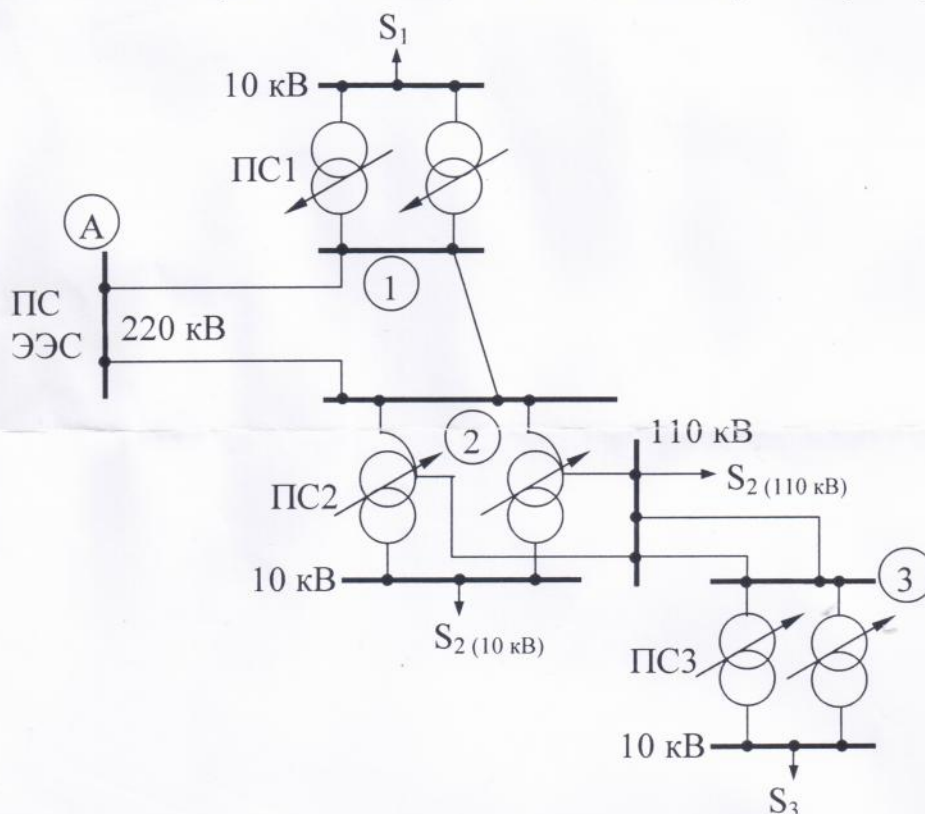 S₁
10 кВ
ПС1
А
1
ПС
ЭЭС
220 кВ
2
110 кВ
S₂ (110 кВ)
ПС2
10 кВ
3
S₂ (10 кВ)
ПС3
10 кВ
S₃